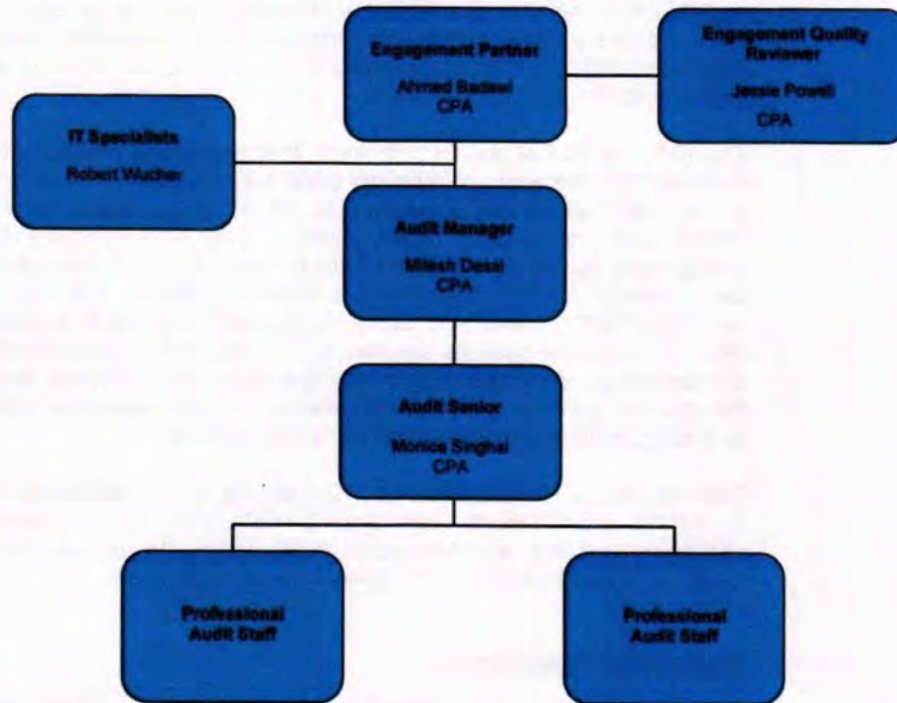 Engagement Partner
Ahmed Badawi
CPA
Engagement Quality
Reviewer
Jessie Powell
CPA
IT Specialists
Robert Wucher
Audit Manager
Milesh Desai
CPA
Audit Senior
Monica Singhal
CPA
Professional
Audit Staff
Professional
Audit Staff